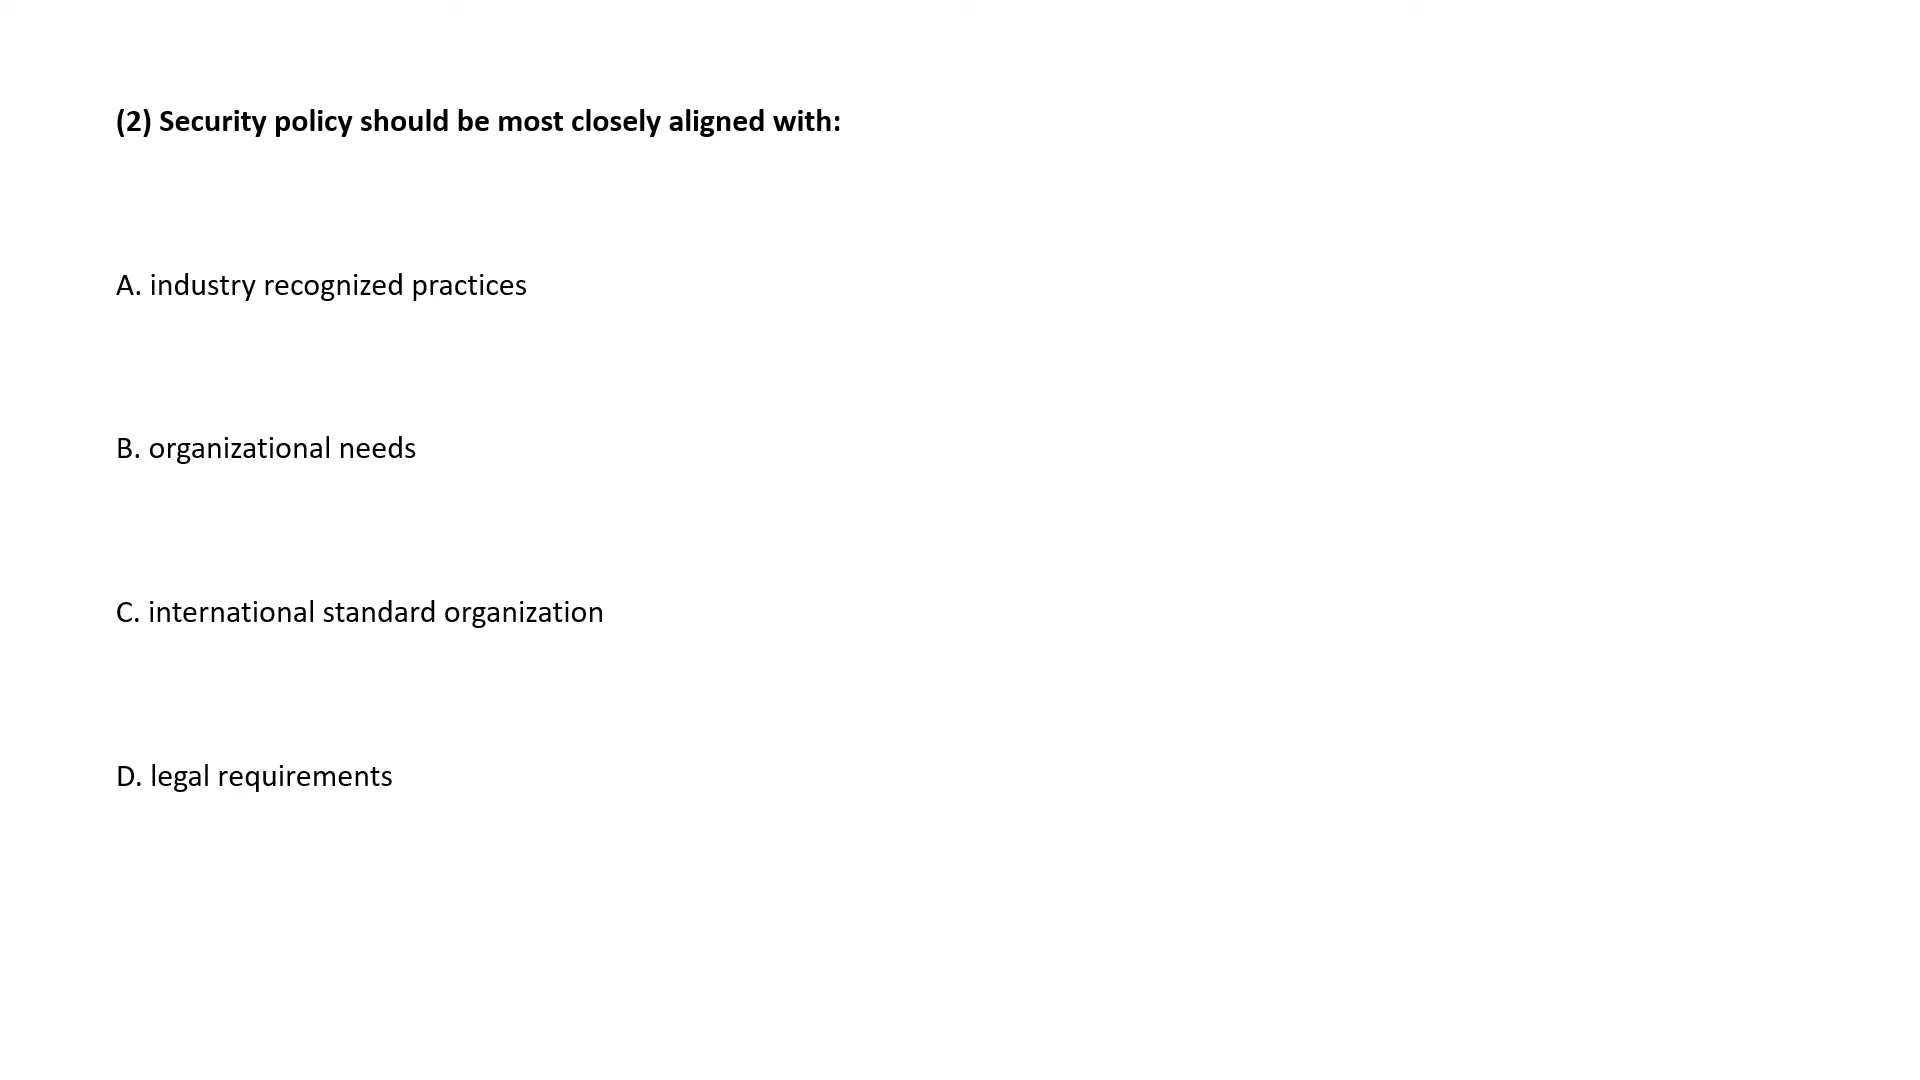 (2) Security policy should be most closely aligned with:
A. industry recognized practices
B. organizational needs
C. international standard organization
D. legal requirements